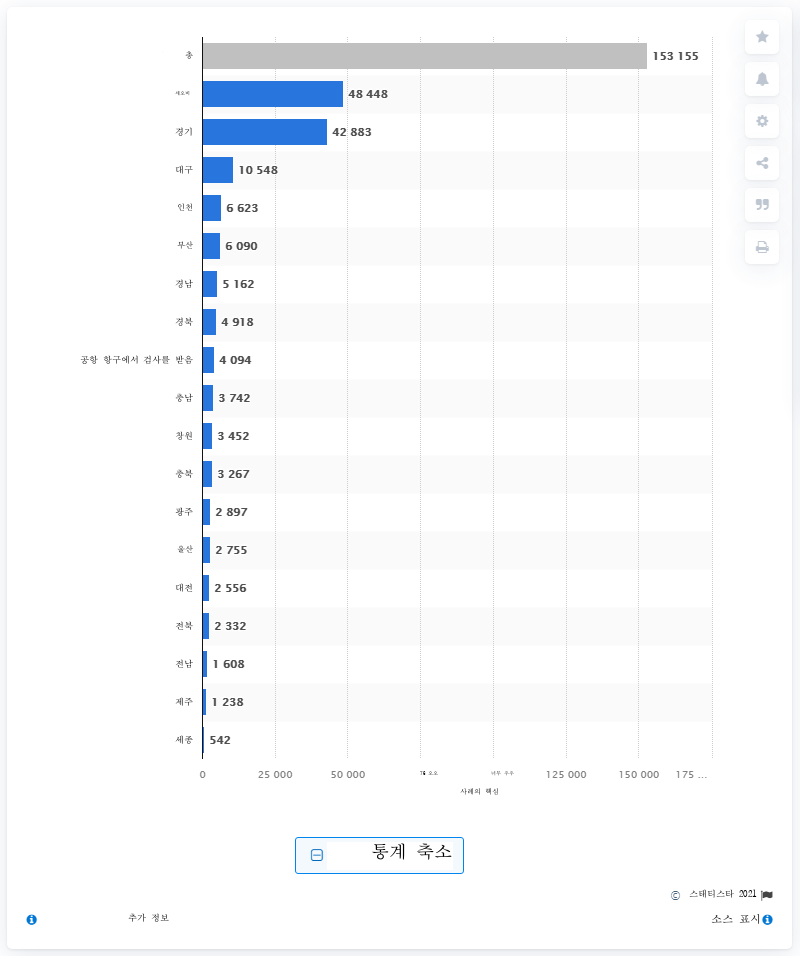 총 153 155
48 448
경기 42 883
대구 10 548
인천 6 623
부산 6 090
경남 5 162
경북 4 918
공항 항구에서 검사를 받음 4 094
충남 3 742
창원 3 452
충북 3 267
광주 2 897
울산 2 755
대전 2 556
전북 2 332
전남 1 608
제주 1 238
세종 542
0 25 000 50 000 125 000 150 000 175 ...
사례의 핵심
통계 축소
© 스태티스타 2021
추가 정보 소스 표시